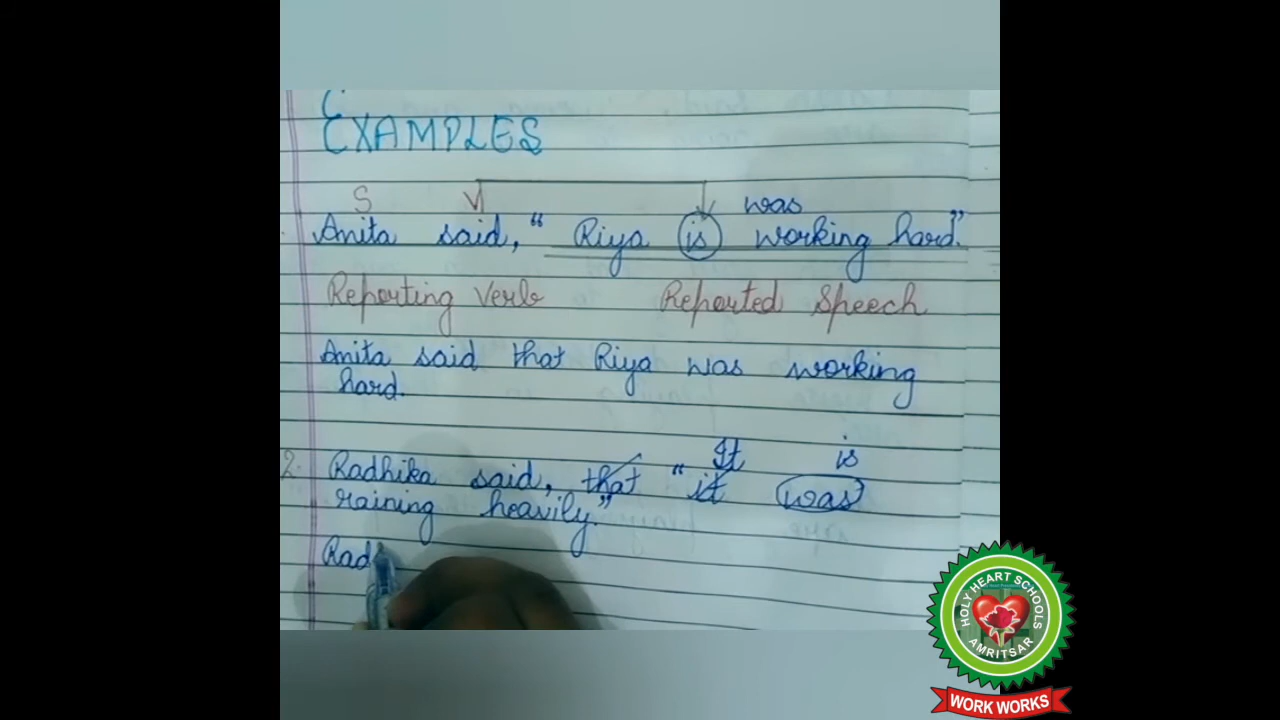 EXAMPLES
S V was
Anita said, " Riya is working hard."
Reporting Verb Reported Speech
Anita said that Riya was working
hard.
It is
2. Radhika said, that "it was
raining heavily."
Rad
HOLY HEART SCHOOLS
AMRITSAR
WORK WORKS